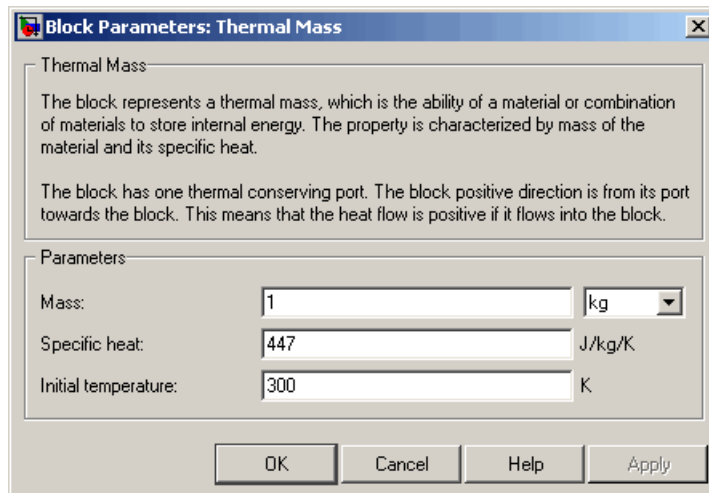 Block Parameters: Thermal Mass
Thermal Mass
The block represents a thermal mass, which is the ability of a material or combination
of materials to store internal energy. The property is characterized by mass of the
material and its specific heat.
The block has one thermal conserving port. The block positive direction is from its port
towards the block. This means that the heat flow is positive if it flows into the block.
Parameters
Mass: 1 kg
Specific heat: 447 J/kg/K
Initial temperature: 300 K
OK Cancel Help Apply